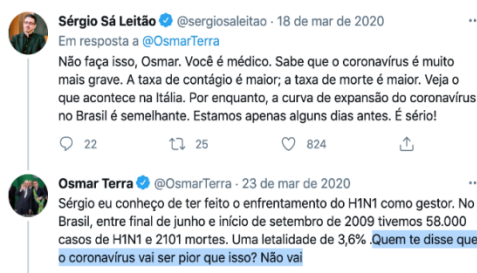 Sérgio Sá Leitão @sergiosaleitao · 18 de mar de 2020
Em resposta a @OsmarTerra
Não faça isso, Osmar. Você é médico. Sabe que o coronavírus é muito
mais grave. A taxa de contágio é maior; a taxa de morte é maior. Veja o
que acontece na Itália. Por enquanto, a curva de expansão do coronavírus
no Brasil é semelhante. Estamos apenas alguns dias antes. É sério!
22 25 824
Osmar Terra @OsmarTerra · 23 de mar de 2020
Sérgio eu conheço de ter feito o enfrentamento do H1N1 como gestor. No
Brasil, entre final de junho e início de setembro de 2009 tivemos 58.000
casos de H1N1 e 2101 mortes. Uma letalidade de 3,6% .Quem te disse que
o coronavírus vai ser pior que isso? Não vai